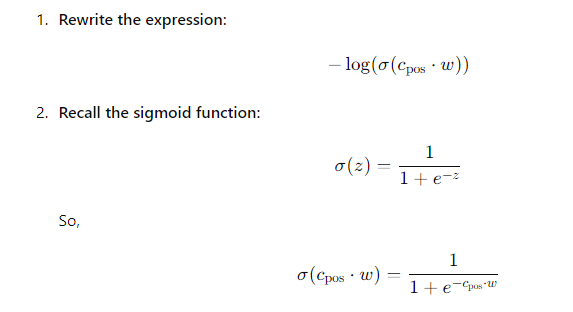 1. Rewrite the expression:
− log(σ(c_pos · w))
2. Recall the sigmoid function:
σ(z) = 1 / (1 + e^{−z})
So,
σ(c_pos · w) = 1 / (1 + e^{−c_pos·w})